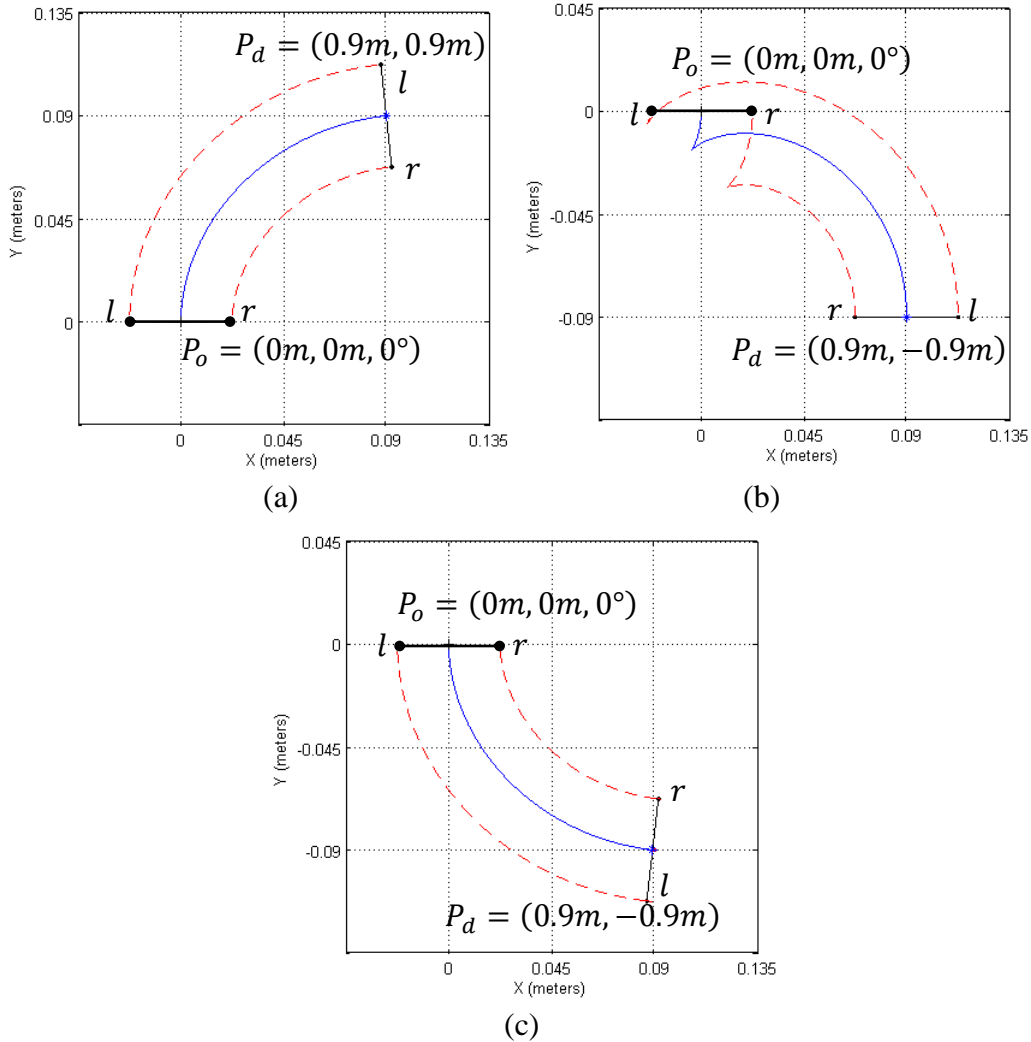 0.135
P_d = (0.9m, 0.9m)
l
0.09
r
Y (meters)
0.045
l
r
0
P_o = (0m, 0m, 0°)
0
0.045
0.09
0.135
X (meters)
(a)
0.045
P_o = (0m, 0m, 0°)
l
r
0
Y (meters)
-0.045
r
l
-0.09
P_d = (0.9m, −0.9m)
0
0.045
0.09
0.135
X (meters)
(b)
0.045
P_o = (0m, 0m, 0°)
l
r
0
Y (meters)
-0.045
r
-0.09
l
P_d = (0.9m, −0.9m)
0
0.045
0.09
0.135
X (meters)
(c)